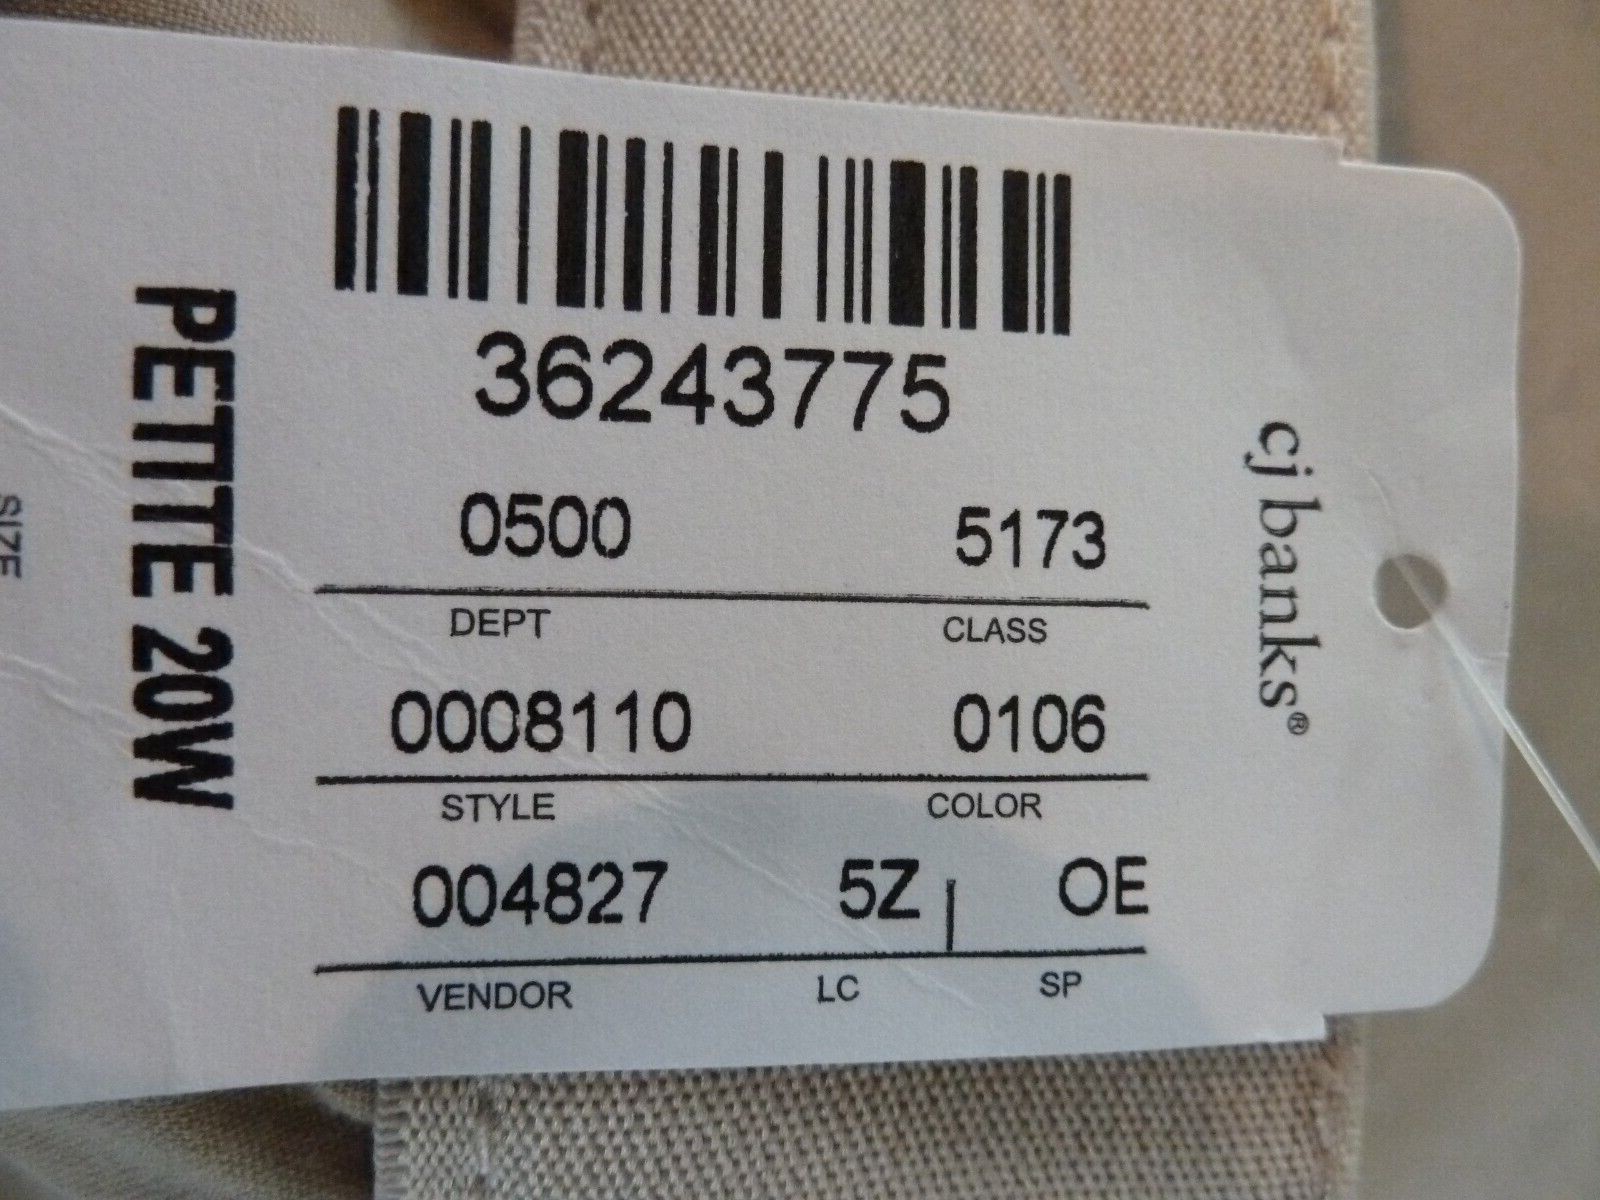 36243775
0500 5173
DEPT CLASS
0008110 0106
STYLE COLOR
004827 5Z OE
VENDOR LC SP
PETITE 20W
SIZE
cj banks®